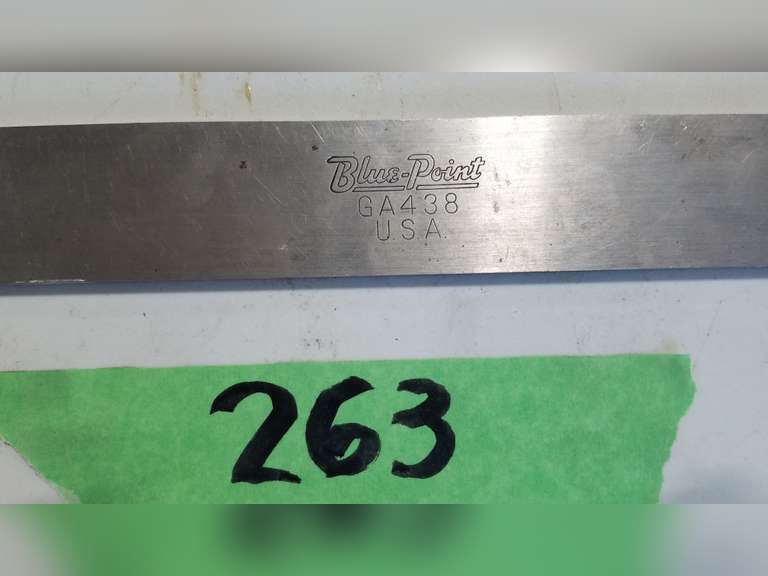 Blue-Point
GA438
U.S.A.
263